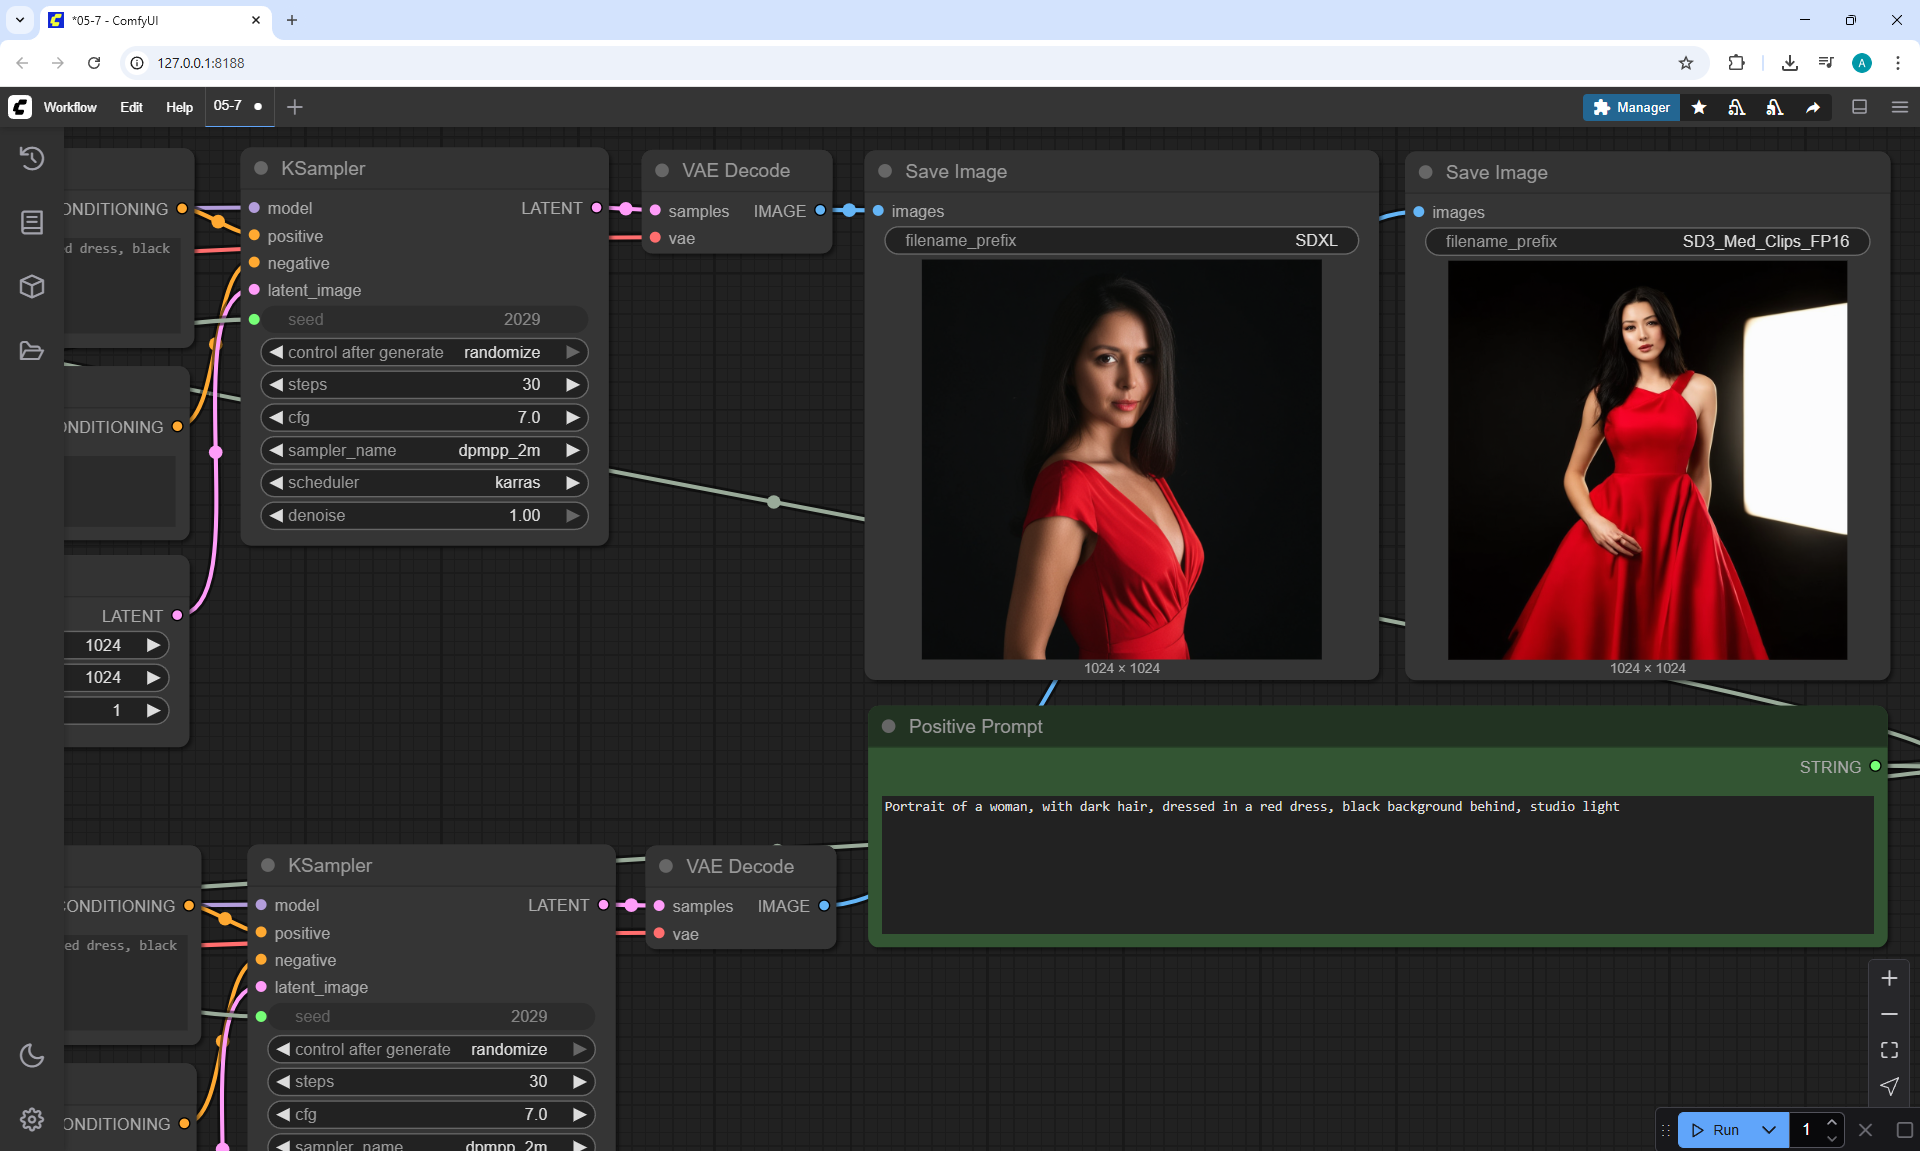 *05-7 - ComfyUI
127.0.0.1:8188
Workflow Edit Help 05-7
Manager
ONDITIONING
d dress, black
NDITIONING
LATENT
1024
1024
1
KSampler
model LATENT
positive
negative
latent_image
seed 2029
control after generate randomize
steps 30
cfg 7.0
sampler_name dpmpp_2m
scheduler karras
denoise 1.00
VAE Decode
samples IMAGE
vae
Save Image
images
filename_prefix SDXL
1024 × 1024
Save Image
images
filename_prefix SD3_Med_Clips_FP16
1024 × 1024
Positive Prompt
STRING
Portrait of a woman, with dark hair, dressed in a red dress, black background behind, studio light
CONDITIONING
ed dress, black
ONDITIONING
KSampler
model LATENT
positive
negative
latent_image
seed 2029
control after generate randomize
steps 30
cfg 7.0
sampler_name dpmpp_2m
VAE Decode
samples IMAGE
vae
Run 1
A